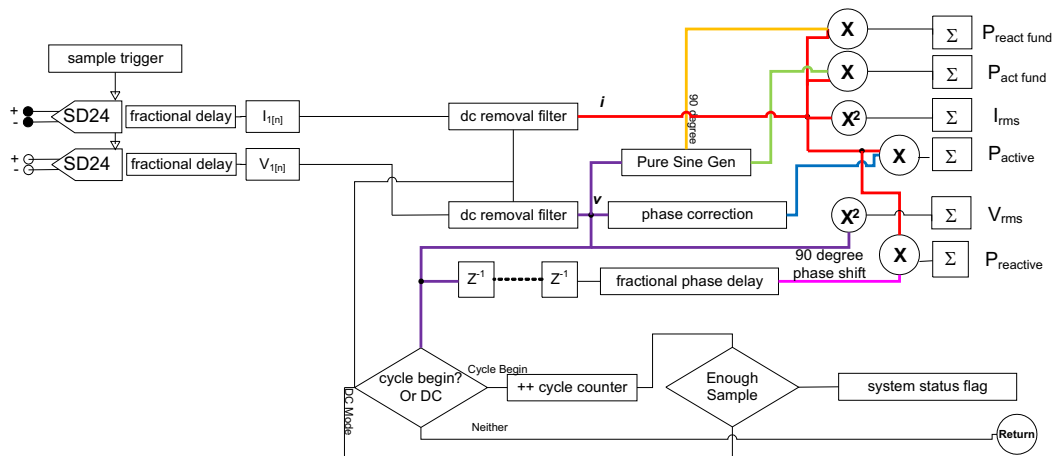 X
Σ
P react fund
sample trigger
X
Σ
P act fund
+
-
SD24
fractional delay
I1[n]
dc removal filter
i
90 degree
X2
Σ
Irms
+
-
SD24
fractional delay
V1[n]
Pure Sine Gen
X
Σ
Pactive
dc removal filter
v
phase correction
X2
Σ
Vrms
Z-1
Z-1
fractional phase delay
90 degree
phase shift
X
Σ
Preactive
cycle begin?
Or DC
Cycle Begin
++ cycle counter
Enough
Sample
system status flag
DC Mode
Neither
Return